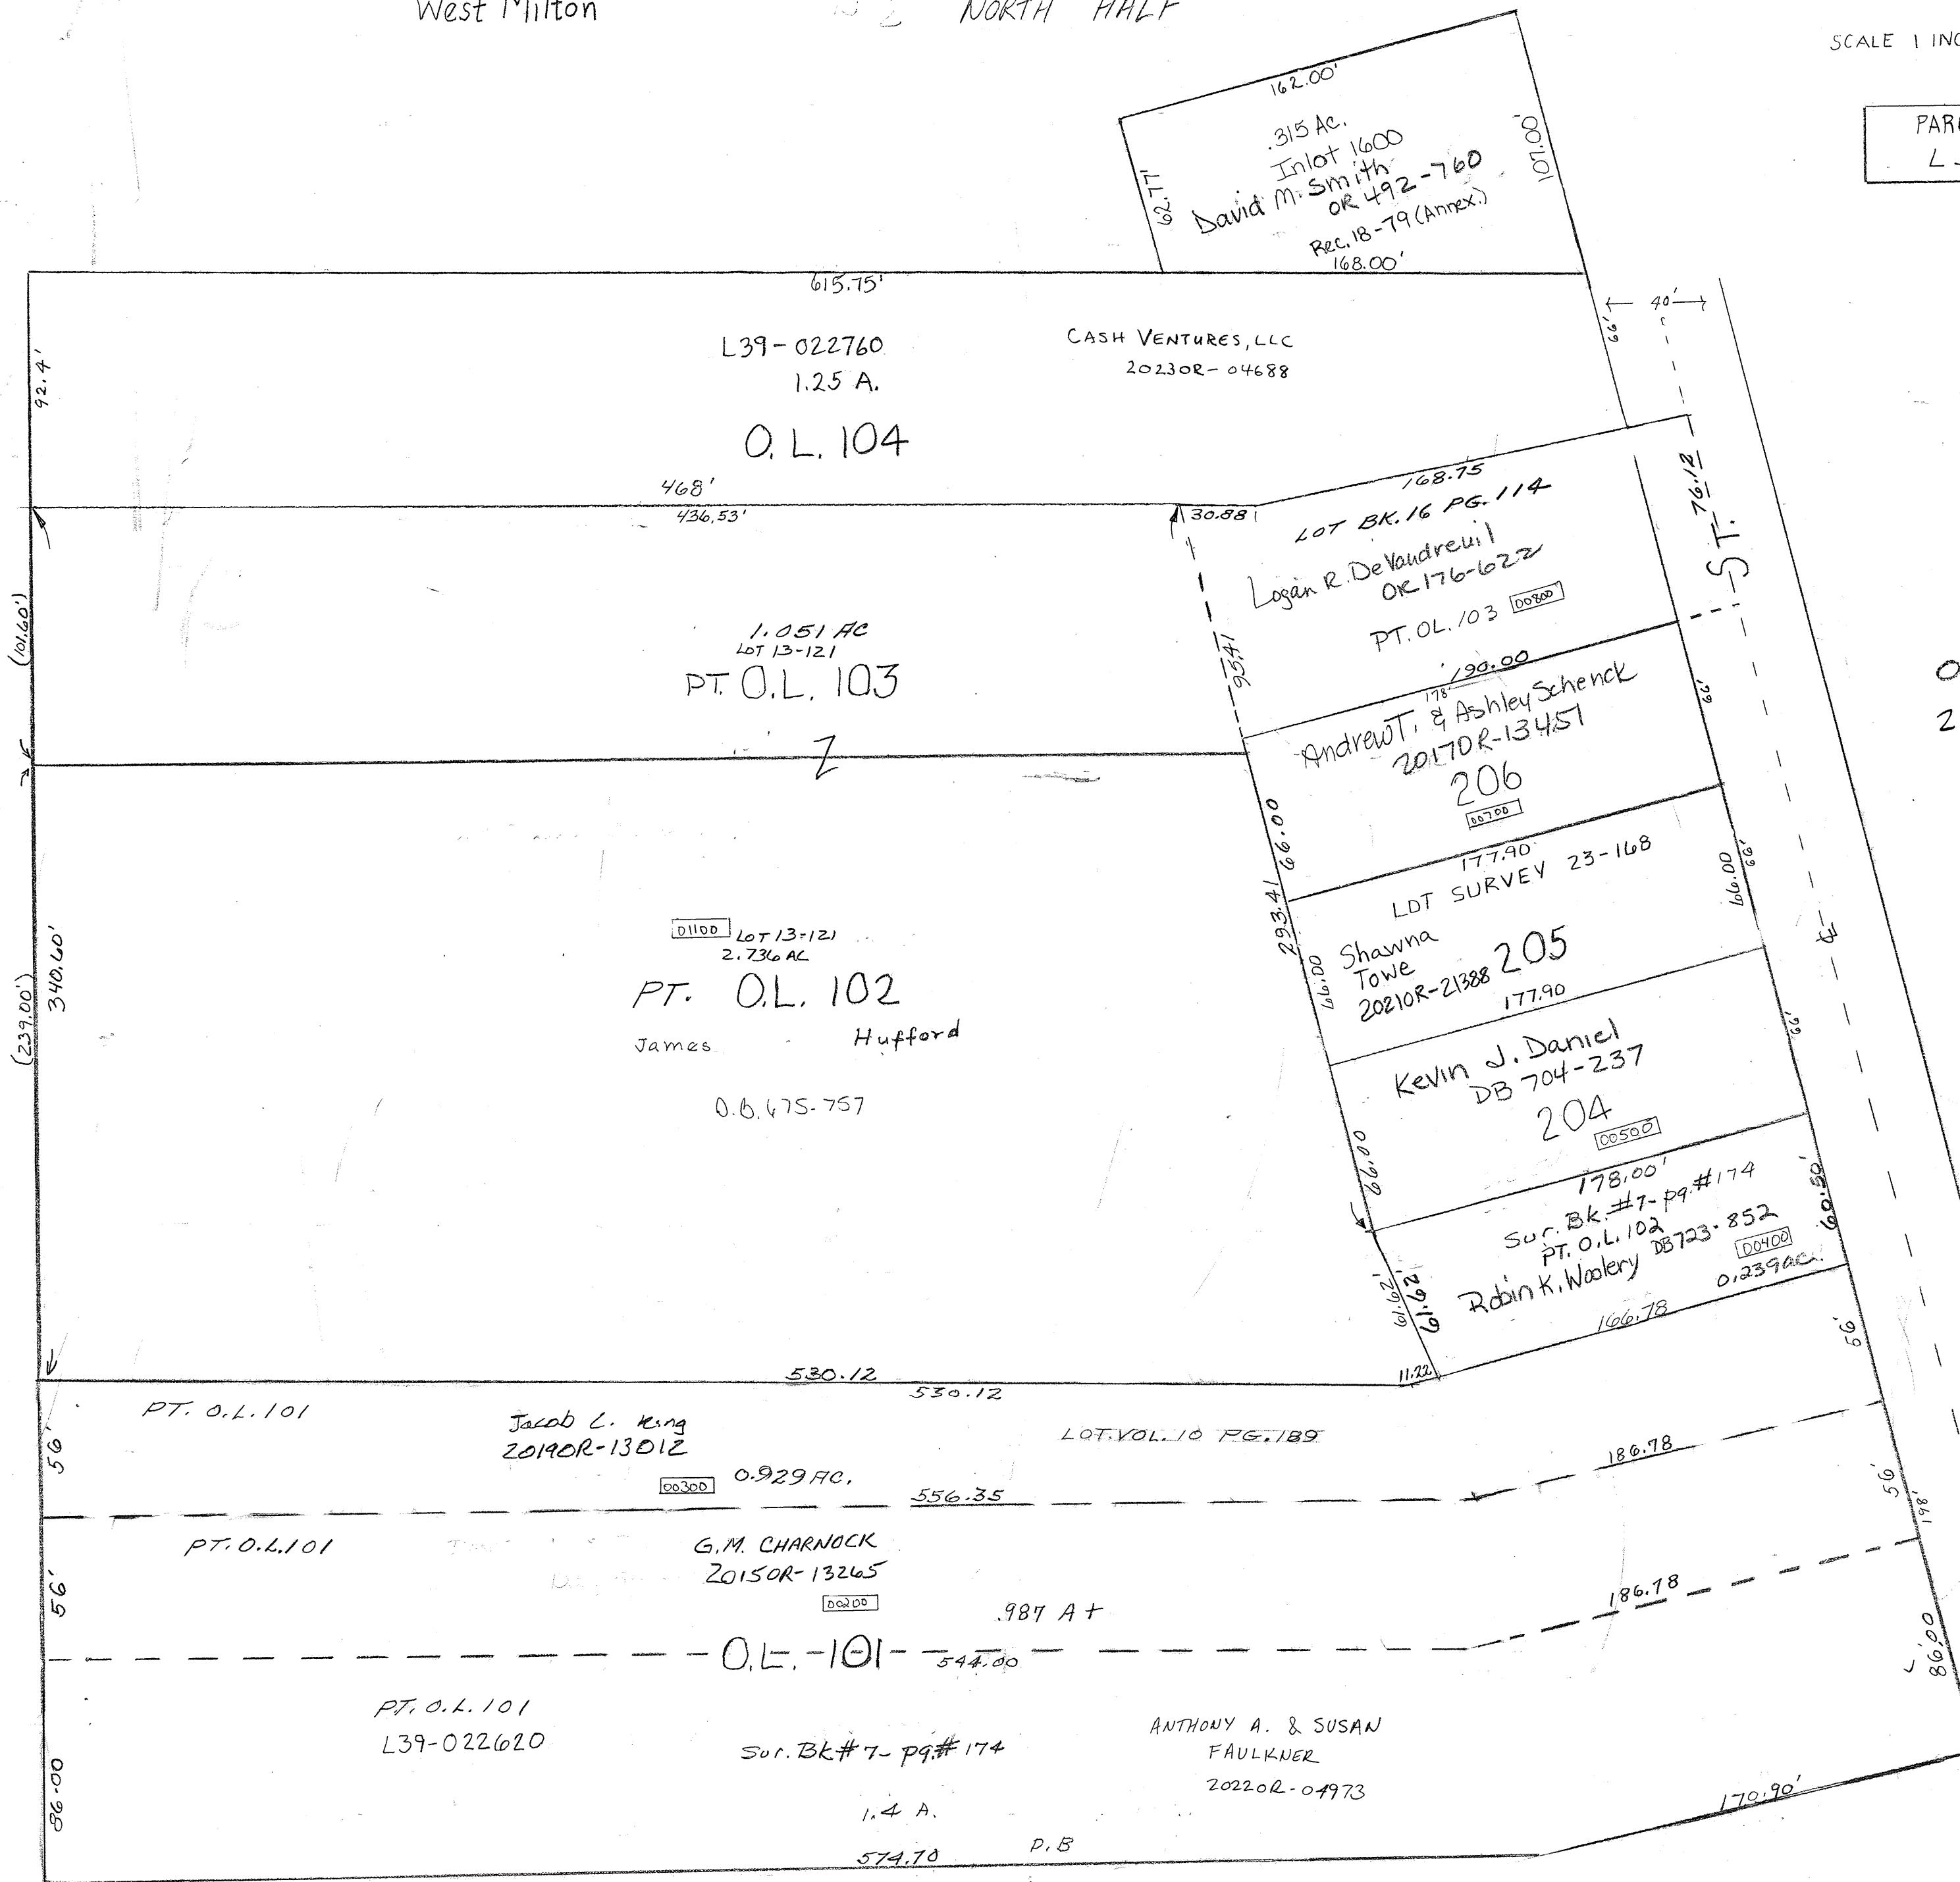 West Milton
NORTH HALF
SCALE 1 INC
PAR
L
162.00'
.315 Ac.
Inlot 1600
David M. Smith
OR 492-760
Rec. 18-79 (Annex.)
168.00'
62.77'
107.00'
615.75'
40'
66'
92.4'
L39-022760
1.25 A.
O.L. 104
CASH VENTURES, LLC
2023OR-04688
468'
436.53'
30.88
168.75
LOT BK. 16 PG. 114
Logan R. DeVaudreuil
OR 176-622
PT. OL. 103 00800
76.12
ST.
(101.60')
1.051 AC
LOT 13-121
PT. O.L. 103
95.41
190.00
178'
Andrew T. & Ashley Schenck
2017OR-13451
206
00700
66'
66.00
Z
177.90
LOT SURVEY 23-168
Shawna
Towe
2021OR-21388 205
66.00
66'
293.41
66.00
177.90
Kevin J. Daniel
DB 704-237
204
00500
66'
66.00
(239.00')
340.60'
01100 LOT 13-121
2.736 AC
PT. O.L. 102
James Hufford
D.B. 675-757
178.00'
Sur. Bk. #7- pg. #174
PT. O.L. 102
Robin K. Woolery DB 723-852
00400
0.239 ac.
60.50'
61.62'
61.62'
166.78
11.22
530.12
530.12
56'
PT. O.L. 101
Jacob L. King
2019OR-13012
00300 0.929 AC.
LOT. VOL. 10 PG. 189
56'
556.35
186.78
56'
PT. O.L. 101
G.M. CHARNOCK
2015OR-13265
00200
.987 A +
56'
198'
186.78
O.L. 101
544.00
86.00
PT. O.L. 101
L39-022620
Sur. Bk #7- pg. #174
ANTHONY A. & SUSAN
FAULKNER
2022OR-04973
1.4 A.
86.00
170.90'
574.70
P.B
0
2